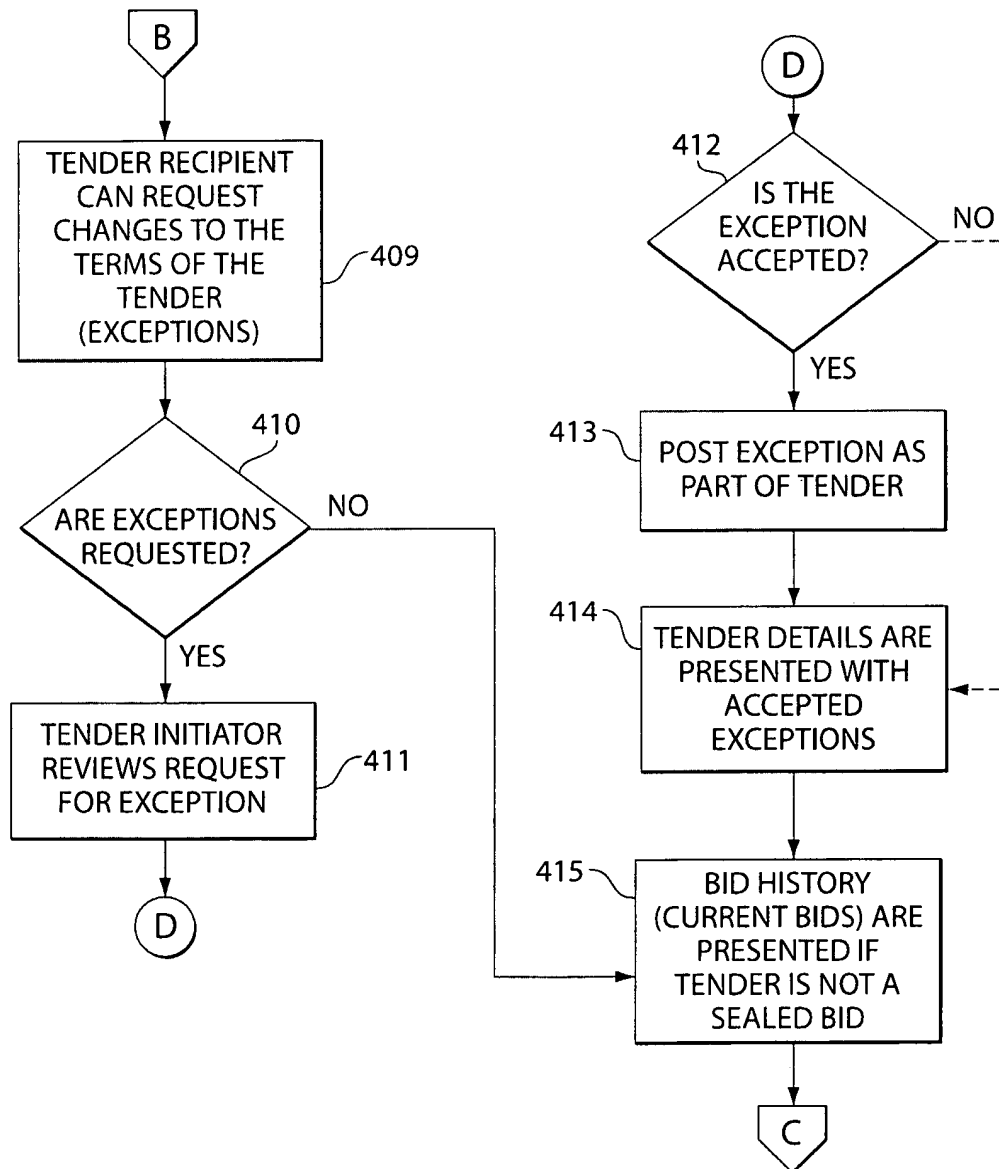 B
TENDER RECIPIENT
CAN REQUEST
CHANGES TO THE
TERMS OF THE
TENDER
(EXCEPTIONS)
409
410
ARE EXCEPTIONS
REQUESTED?
NO
YES
TENDER INITIATOR
REVIEWS REQUEST
FOR EXCEPTION
411
D
D
412
IS THE
EXCEPTION
ACCEPTED?
NO
YES
413
POST EXCEPTION AS
PART OF TENDER
414
TENDER DETAILS ARE
PRESENTED WITH
ACCEPTED
EXCEPTIONS
415
BID HISTORY
(CURRENT BIDS) ARE
PRESENTED IF
TENDER IS NOT A
SEALED BID
C